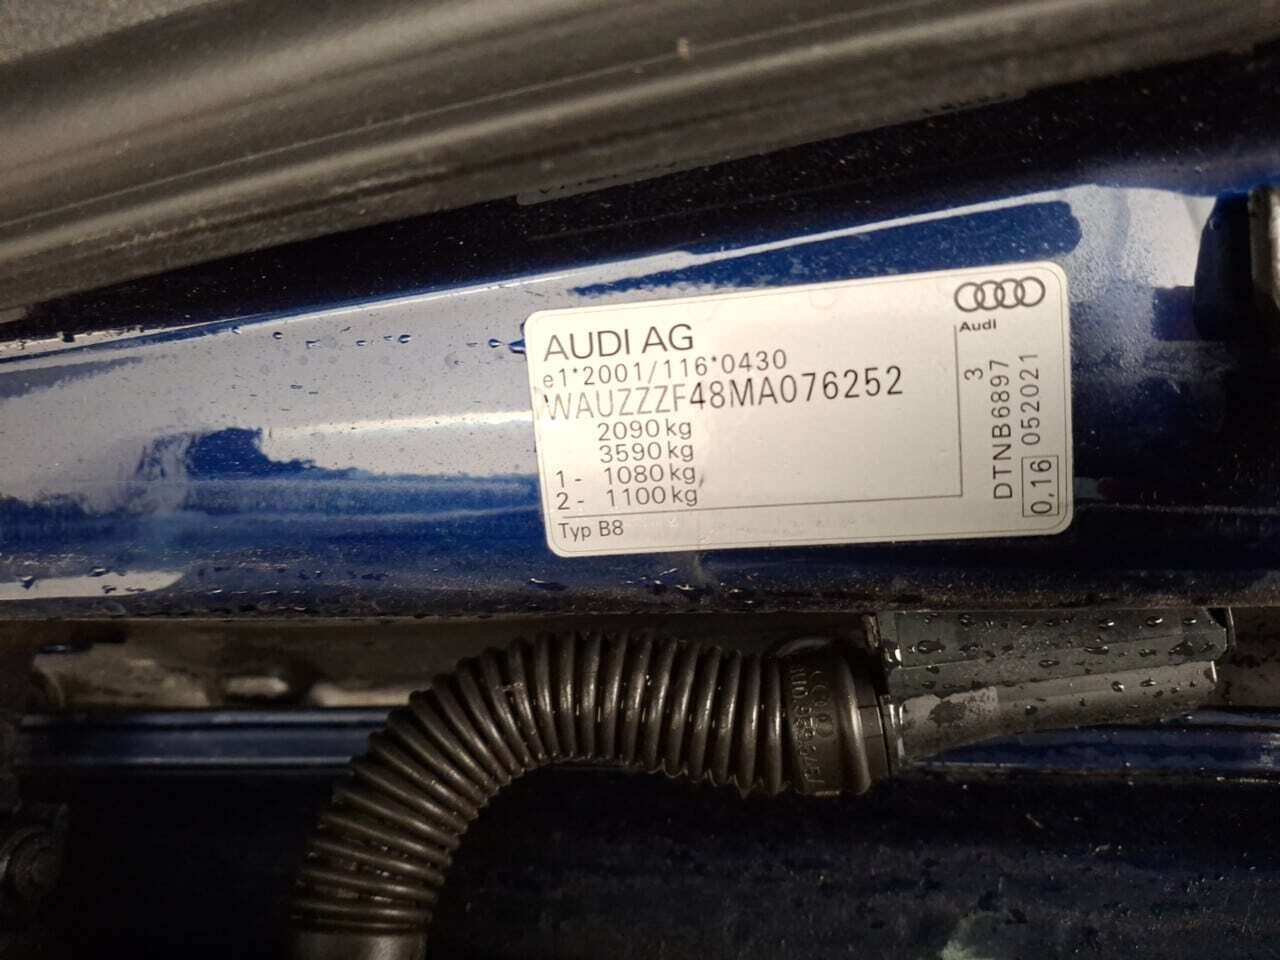 AUDI AG
e1*2001/116*0430
WAUZZZF48MA076252
2090 kg
3590 kg
1 - 1080 kg
2 - 1100 kg
Typ B8
Audi
3
DTNB6897
0,16 052021